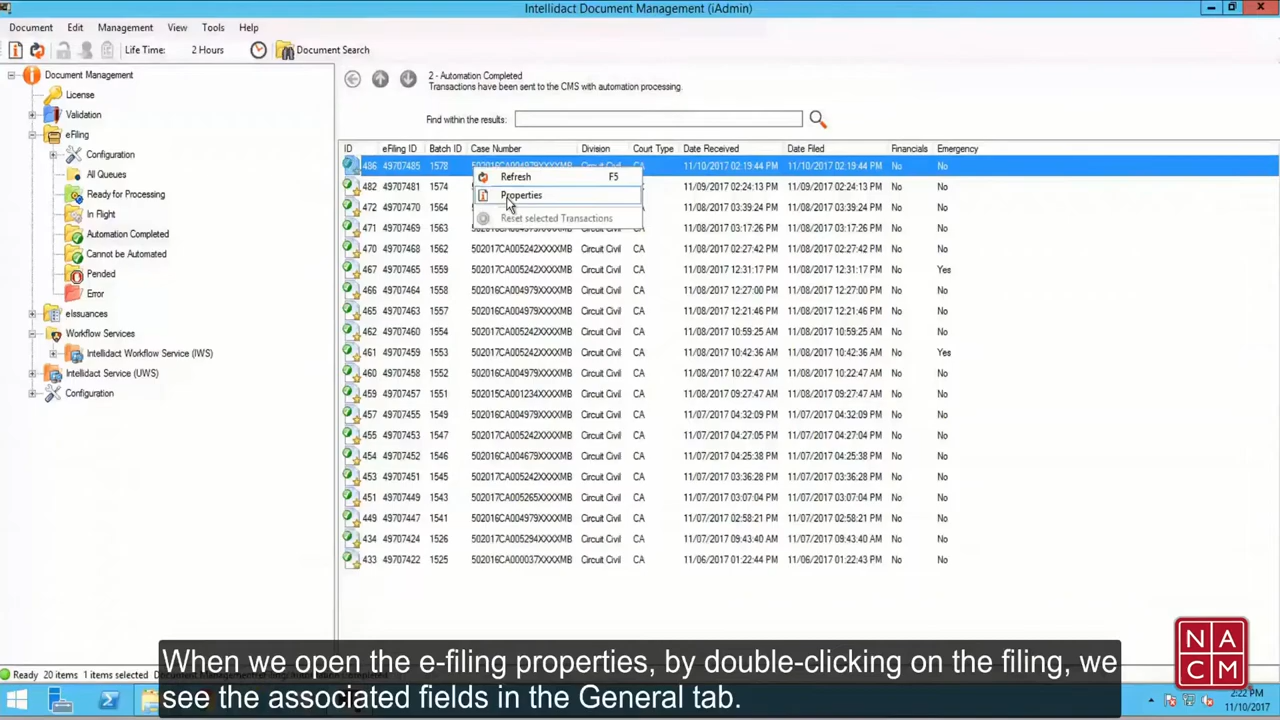 Intellidact Document Management (iAdmin)
Document Edit Management View Tools Help
Life Time: 2 Hours Document Search
Document Management
License
Validation
eFiling
Configuration
All Queues
Ready for Processing
In Flight
Automation Completed
Cannot be Automated
Pended
Error
eIssuances
Workflow Services
Intellidact Workflow Service (IWS)
Intellidact Service (UWS)
Configuration
2 - Automation Completed
Transactions have been sent to the CMS with automation processing.
Find within the results:
ID eFiling ID Batch ID Case Number Division Court Type Date Received Date Filed Financials Emergency
486 49707485 1578 502016CA004979XXXXMB Circuit Civil CA 11/10/2017 02:19:44 PM 11/10/2017 02:19:44 PM No No
Refresh F5
Properties
Reset selected Transactions
482 49707481 1574 CA 11/09/2017 02:24:13 PM 11/09/2017 02:24:13 PM No No
472 49707470 1564 CA 11/08/2017 03:39:24 PM 11/08/2017 03:39:24 PM No No
471 49707469 1563 CA 11/08/2017 03:17:26 PM 11/08/2017 03:17:26 PM No No
470 49707468 1562 502017CA005242XXXXMB Circuit Civil CA 11/08/2017 02:27:42 PM 11/08/2017 02:27:42 PM No No
467 49707465 1559 502017CA005242XXXXMB Circuit Civil CA 11/08/2017 12:31:17 PM 11/08/2017 12:31:17 PM No Yes
466 49707464 1558 502016CA004979XXXXMB Circuit Civil CA 11/08/2017 12:27:00 PM 11/08/2017 12:27:00 PM No No
465 49707463 1557 502016CA004979XXXXMB Circuit Civil CA 11/08/2017 12:21:46 PM 11/08/2017 12:21:46 PM No No
462 49707460 1554 502017CA005242XXXXMB Circuit Civil CA 11/08/2017 10:59:25 AM 11/08/2017 10:59:25 AM No No
461 49707459 1553 502017CA005242XXXXMB Circuit Civil CA 11/08/2017 10:42:36 AM 11/08/2017 10:42:36 AM No Yes
460 49707458 1552 502016CA004979XXXXMB Circuit Civil CA 11/08/2017 10:22:47 AM 11/08/2017 10:22:47 AM No No
459 49707457 1551 502015CA001234XXXXMB Circuit Civil CA 11/08/2017 09:27:47 AM 11/08/2017 09:27:47 AM No No
457 49707455 1549 502016CA004979XXXXMB Circuit Civil CA 11/07/2017 04:32:09 PM 11/07/2017 04:32:09 PM No No
455 49707453 1547 502017CA005242XXXXMB Circuit Civil CA 11/07/2017 04:27:05 PM 11/07/2017 04:27:04 PM No No
454 49707452 1546 502016CA004679XXXXMB Circuit Civil CA 11/07/2017 04:25:38 PM 11/07/2017 04:25:38 PM No No
453 49707451 1545 502017CA005242XXXXMB Circuit Civil CA 11/07/2017 03:36:28 PM 11/07/2017 03:36:28 PM No No
451 49707449 1543 502017CA005265XXXXMB Circuit Civil CA 11/07/2017 03:07:04 PM 11/07/2017 03:07:04 PM No No
449 49707447 1541 502016CA004979XXXXMB Circuit Civil CA 11/07/2017 02:58:21 PM 11/07/2017 02:58:21 PM No No
434 49707424 1526 502017CA005294XXXXMB Circuit Civil CA 11/07/2017 09:43:40 AM 11/07/2017 09:43:40 AM No No
433 49707422 1525 502016CA000037XXXXMB Circuit Civil CA 11/06/2017 01:22:44 PM 11/06/2017 01:22:43 PM No No
When we open the e-filing properties, by double-clicking on the filing, we
see the associated fields in the General tab.
NACM
Ready 20 items 1 items selected
2:22 PM
11/10/2017